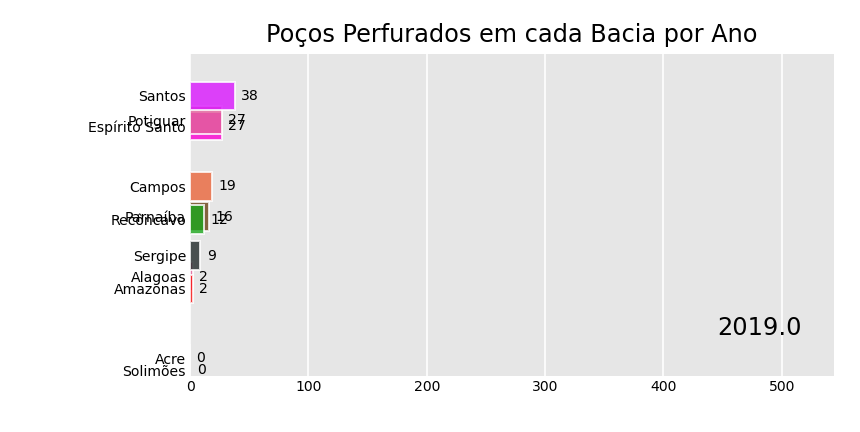 Poços Perfurados em cada Bacia por Ano
Santos 38
Potiguar 27
Espírito Santo 27
Campos 19
Parnaíba 16
Recôncavo 12
Sergipe 9
Alagoas 2
Amazonas 2
2019.0
Acre 0
Solimões 0
0 100 200 300 400 500